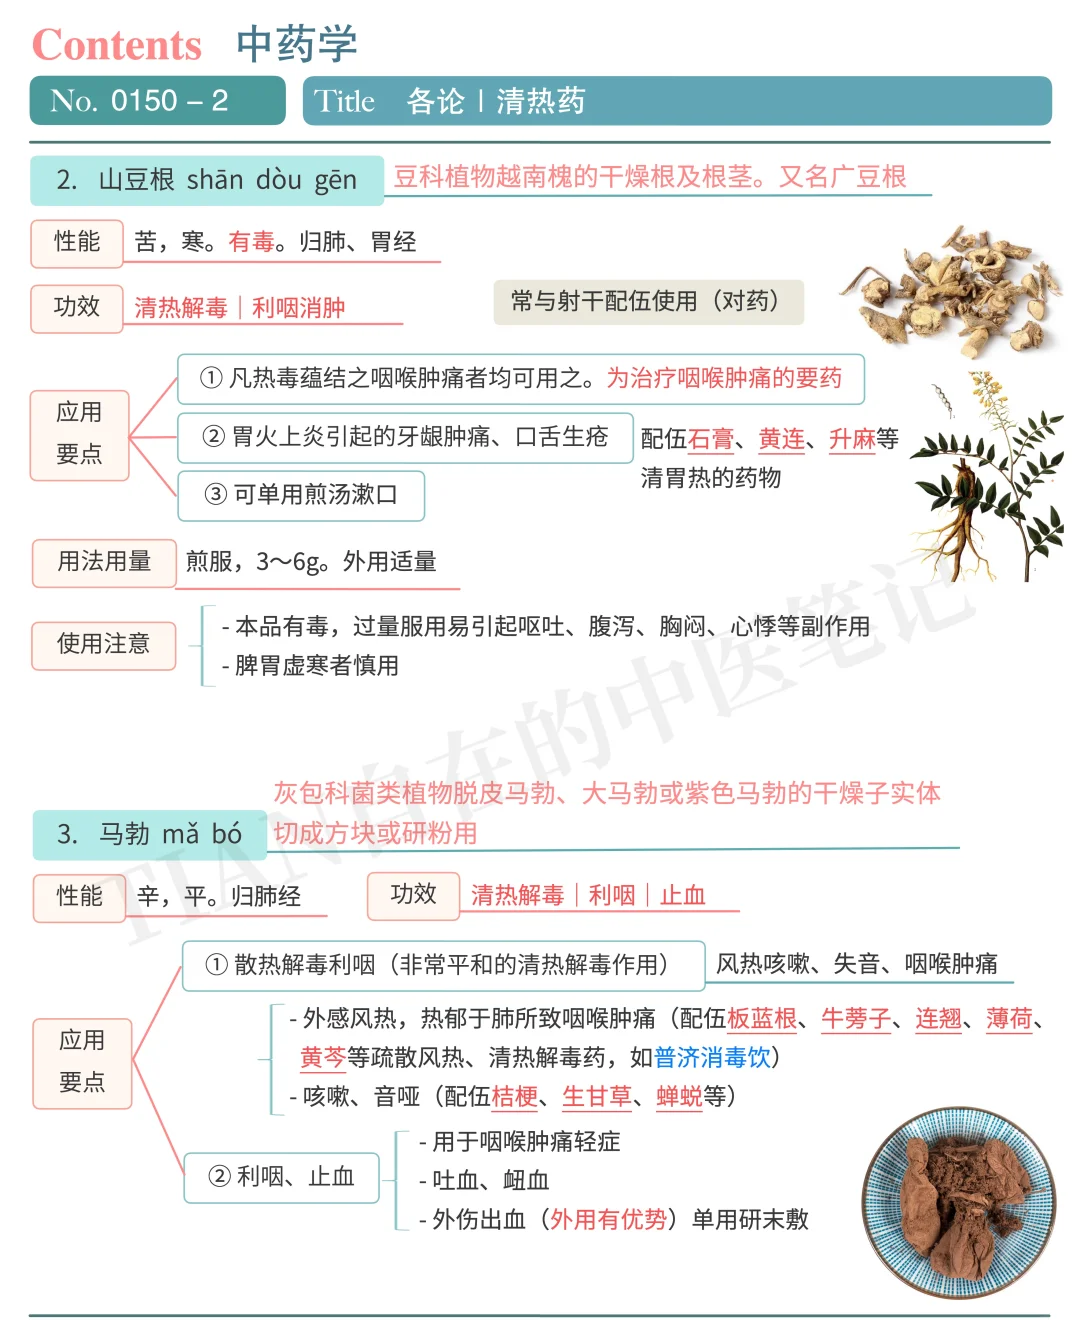 Contents 中药学
No. 0150 – 2
Title 各论 | 清热药
2. 山豆根 shān dòu gēn
豆科植物越南槐的干燥根及根茎。又名广豆根
性能
苦，寒。有毒。归肺、胃经
功效
清热解毓｜利咽消肿
常与射干配伍使用（对药）
应用
要点
① 凡热毒蕴结之咽喉肿痛者均可用之。为治疗咽喉肿痛的要药
② 胃火上炎引起的牙龈肿痛、口舌生疮
配伍石膏、黄连、升麻等
清胃热的药物
③ 可单用煎汤漱口
用法用量
煎服，3～6g。外用适量
使用注意
- 本品有毒，过量服用易引起呕吐、腹泻、胸闷、心悸等副作用
- 脾胃虚寒者慎用
灰包科菌类植物脱皮马勃、大马勃或紫色马勃的干燥子实体
切成方块或研粉用
3. 马勃 mǎ bó
性能
辛，平。归肺经
功效
清热解毒｜利咽｜止血
应用
要点
① 散热解毒利咽（非常平和的清热解毒作用）
风热咳嗽、失音、咽喉肿痛
- 外感风热，热郁于肺所致咽喉肿痛（配伍板蓝根、牛蒡子、连翘、薄荷、
黄芩等疏散风热、清热解毒药，如普济消毒饮）
- 咳嗽、音哑（配伍桔梗、生甘草、蝉蜕等）
② 利咽、止血
- 用于咽喉肿痛轻症
- 吐血、衄血
- 外伤出血（外用有优势）单用研末敷
TIAN自在的中医笔记